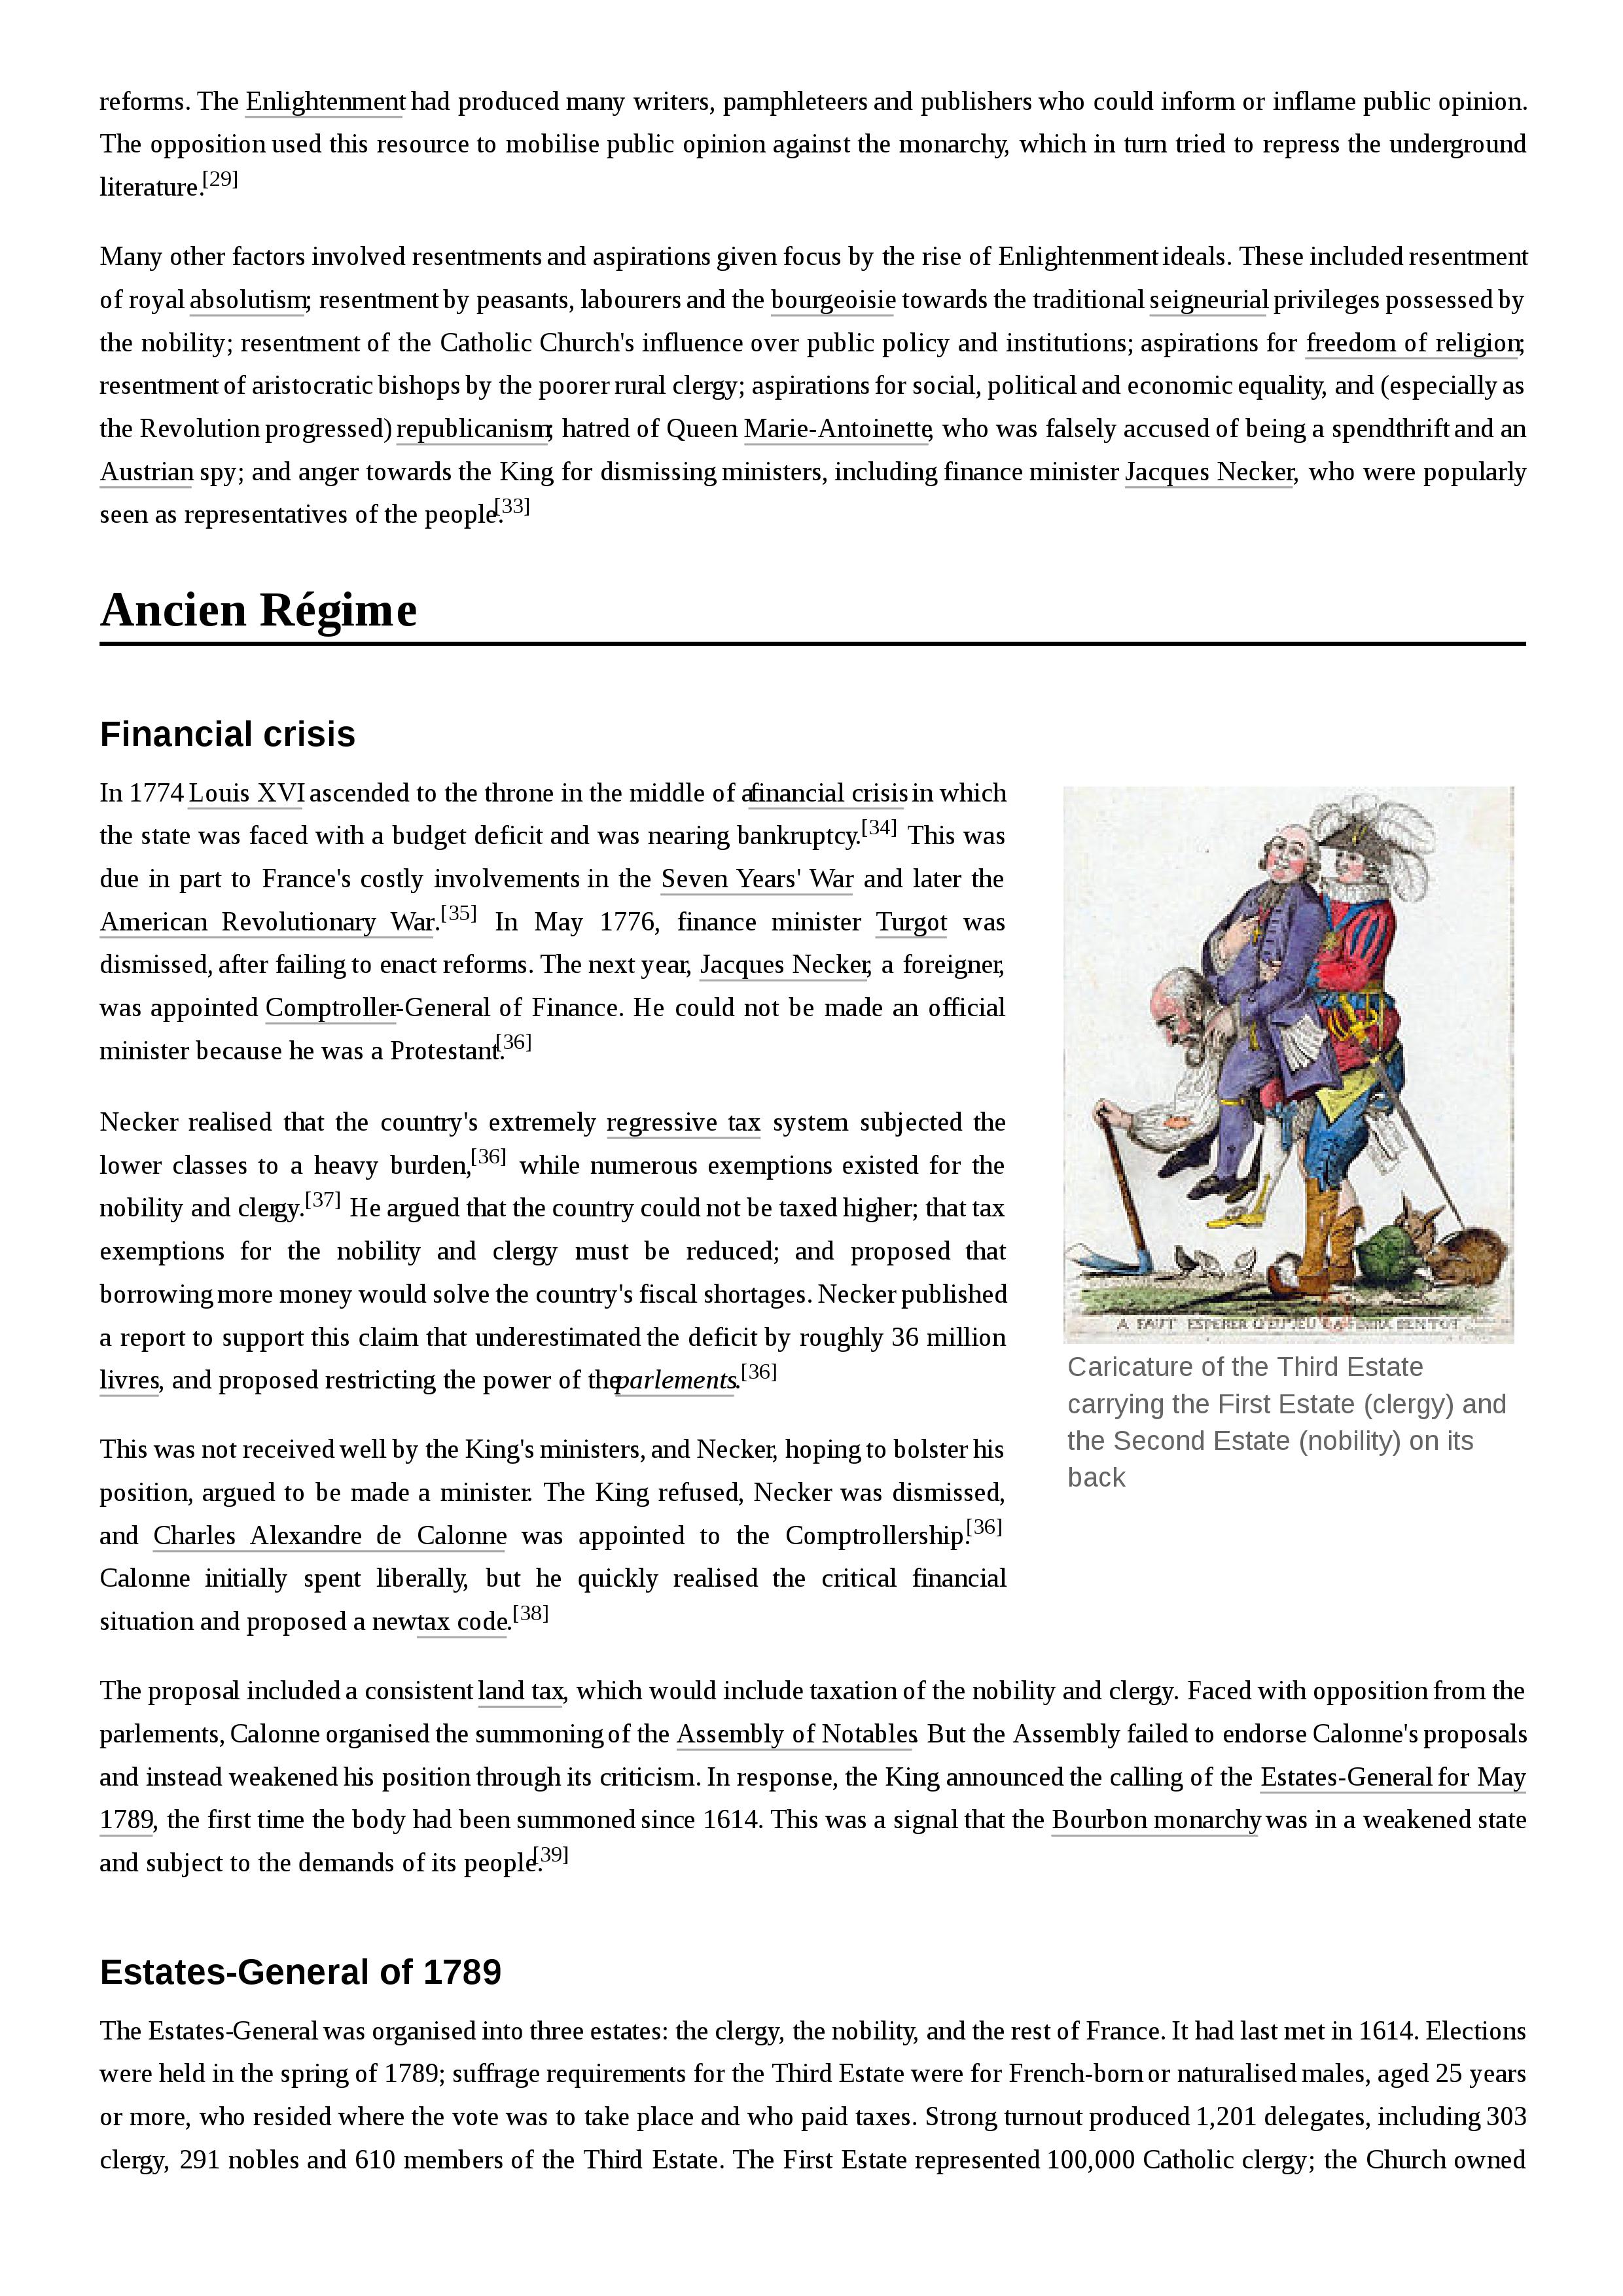 reforms. The Enlightenment had produced many writers, pamphleteers and publishers who could inform or inflame public opinion.
The opposition used this resource to mobilise public opinion against the monarchy, which in turn tried to repress the underground
literature.[29]
Many other factors involved resentments and aspirations given focus by the rise of Enlightenment ideals. These included resentment
of royal absolutism; resentment by peasants, labourers and the bourgeoisie towards the traditional seigneurial privileges possessed by
the nobility; resentment of the Catholic Church's influence over public policy and institutions; aspirations for freedom of religion;
resentment of aristocratic bishops by the poorer rural clergy; aspirations for social, political and economic equality, and (especially as
the Revolution progressed) republicanism; hatred of Queen Marie-Antoinette, who was falsely accused of being a spendthrift and an
Austrian spy; and anger towards the King for dismissing ministers, including finance minister Jacques Necker, who were popularly
seen as representatives of the people.[33]
Ancien Régime
Financial crisis
In 1774 Louis XVI ascended to the throne in the middle of a financial crisis in which
the state was faced with a budget deficit and was nearing bankruptcy.[34] This was
due in part to France's costly involvements in the Seven Years' War and later the
American Revolutionary War.[35] In May 1776, finance minister Turgot was
dismissed, after failing to enact reforms. The next year, Jacques Necker, a foreigner,
was appointed Comptroller-General of Finance. He could not be made an official
minister because he was a Protestant.[36]
Necker realised that the country's extremely regressive tax system subjected the
lower classes to a heavy burden,[36] while numerous exemptions existed for the
nobility and clergy.[37] He argued that the country could not be taxed higher; that tax
exemptions for the nobility and clergy must be reduced; and proposed that
borrowing more money would solve the country's fiscal shortages. Necker published
a report to support this claim that underestimated the deficit by roughly 36 million
livres, and proposed restricting the power of the parlements.[36]
This was not received well by the King's ministers, and Necker, hoping to bolster his
position, argued to be made a minister. The King refused, Necker was dismissed,
and Charles Alexandre de Calonne was appointed to the Comptrollership.[36]
Calonne initially spent liberally, but he quickly realised the critical financial
situation and proposed a new tax code.[38]
A FAUT ESPERER
Caricature of the Third Estate
carrying the First Estate (clergy) and
the Second Estate (nobility) on its
back
The proposal included a consistent land tax, which would include taxation of the nobility and clergy. Faced with opposition from the
parlements, Calonne organised the summoning of the Assembly of Notables. But the Assembly failed to endorse Calonne's proposals
and instead weakened his position through its criticism. In response, the King announced the calling of the Estates-General for May
1789, the first time the body had been summoned since 1614. This was a signal that the Bourbon monarchy was in a weakened state
and subject to the demands of its people.[39]
Estates-General of 1789
The Estates-General was organised into three estates: the clergy, the nobility, and the rest of France. It had last met in 1614. Elections
were held in the spring of 1789; suffrage requirements for the Third Estate were for French-born or naturalised males, aged 25 years
or more, who resided where the vote was to take place and who paid taxes. Strong turnout produced 1,201 delegates, including 303
clergy, 291 nobles and 610 members of the Third Estate. The First Estate represented 100,000 Catholic clergy; the Church owned